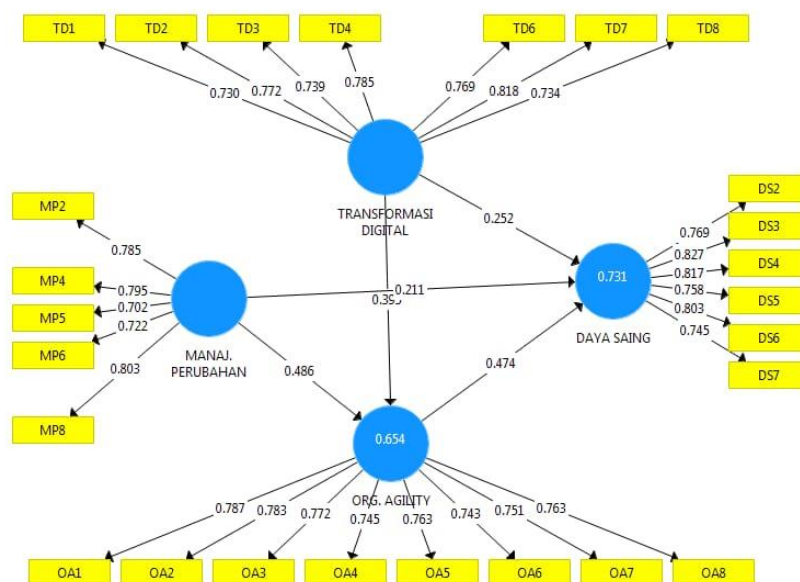 TD1 TD2 TD3 TD4 TD6 TD7 TD8
0.730 0.772 0.739 0.785 0.769 0.818 0.734
TRANSFORMASI
DIGITAL
MP2
MP4
MP5
MP6
MP8
0.785
0.795
0.702
0.722
0.803
MANAJ.
PERUBAHAN
0.252
0.211
0.486
0.474
0.731
DAYA SAING
0.769
0.827
0.817
0.758
0.803
0.745
DS2
DS3
DS4
DS5
DS6
DS7
0.654
ORG. AGILITY
0.787 0.783 0.772 0.745 0.763 0.743 0.751 0.763
OA1 OA2 OA3 OA4 OA5 OA6 OA7 OA8